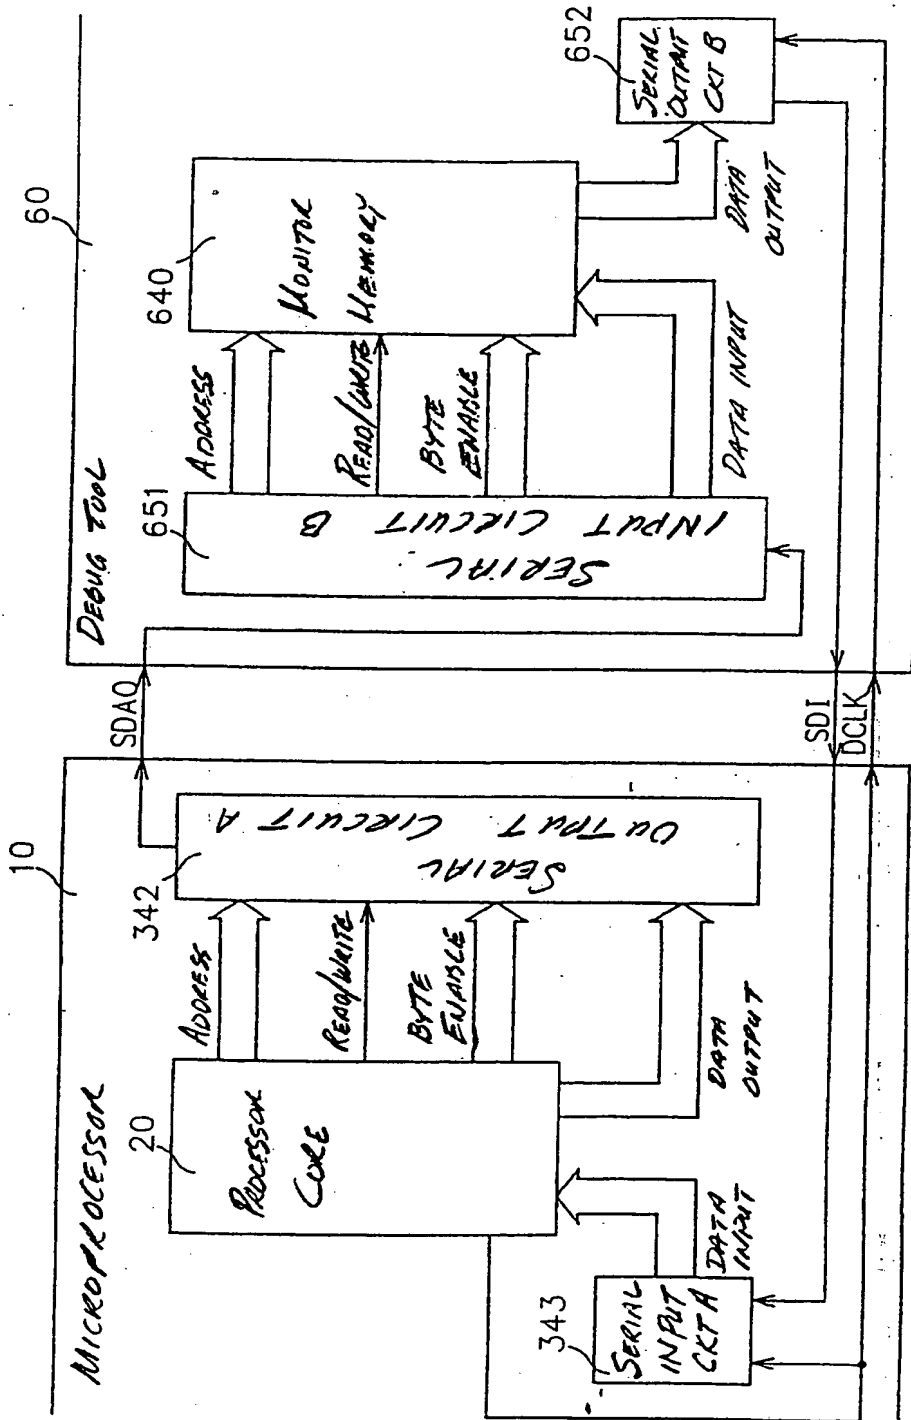 MICROPROCESSOR
10
20
PROCESSOR
CORE
ADDRESS
READ/WRITE
BYTE
ENABLE
DATA
OUTPUT
342
SERIAL
OUTPUT CIRCUIT A
343
SERIAL
INPUT
CKT A
DATA
INPUT
SDAO
SDI
DCLK
DEBUG TOOL
60
651
SERIAL
INPUT CIRCUIT B
ADDRESS
READ/WRITE
BYTE
ENABLE
DATA INPUT
640
MONITOR
MEMORY
DATA
OUTPUT
652
SERIAL
OUTPUT
CKT B